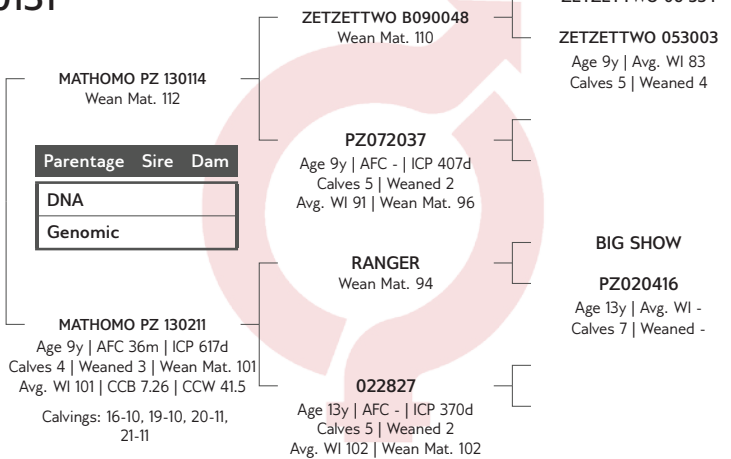 ZETZETTWO B090048
Wean Mat. 110
ZETZETTWO 053003
Age 9y | Avg. WI 83
Calves 5 | Weaned 4
MATHOMO PZ 130114
Wean Mat. 112
PZ072037
Age 9y | AFC - | ICP 407d
Calves 5 | Weaned 2
Avg. WI 91 | Wean Mat. 96
Parentage Sire Dam
DNA
Genomic
RANGER
Wean Mat. 94
BIG SHOW
PZ020416
Age 13y | Avg. WI -
Calves 7 | Weaned -
MATHOMO PZ 130211
Age 9y | AFC 36m | ICP 617d
Calves 4 | Weaned 3 | Wean Mat. 101
Avg. WI 101 | CCB 7.26 | CCW 41.5
Calvings: 16-10, 19-10, 20-11,
21-11
022827
Age 13y | AFC - | ICP 370d
Calves 5 | Weaned 2
Avg. WI 102 | Wean Mat. 102